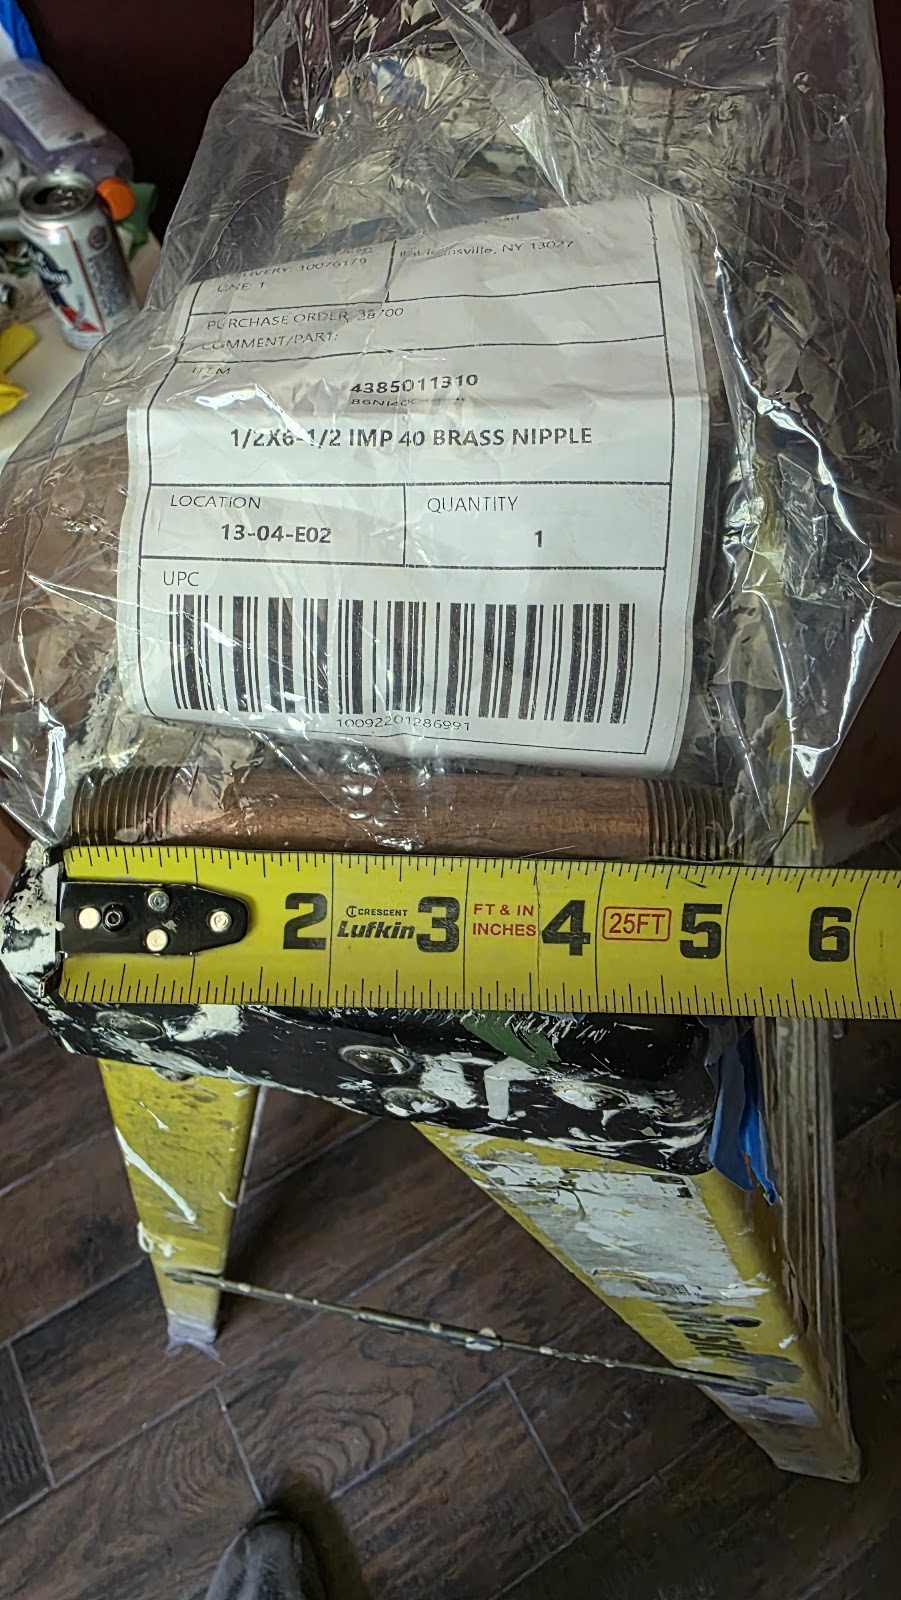 DELIVERY: 10076179
NY 13027
LINE: 1
PURCHASE ORDER: 36700
COMMENT/PART:
ITEM
4385011310
1/2X6-1/2 IMP 40 BRASS NIPPLE
LOCATION
QUANTITY
13-04-E02
1
UPC
10092201286991
2 CRESCENT Lufkin 3 FT & IN INCHES 4 25FT 5 6